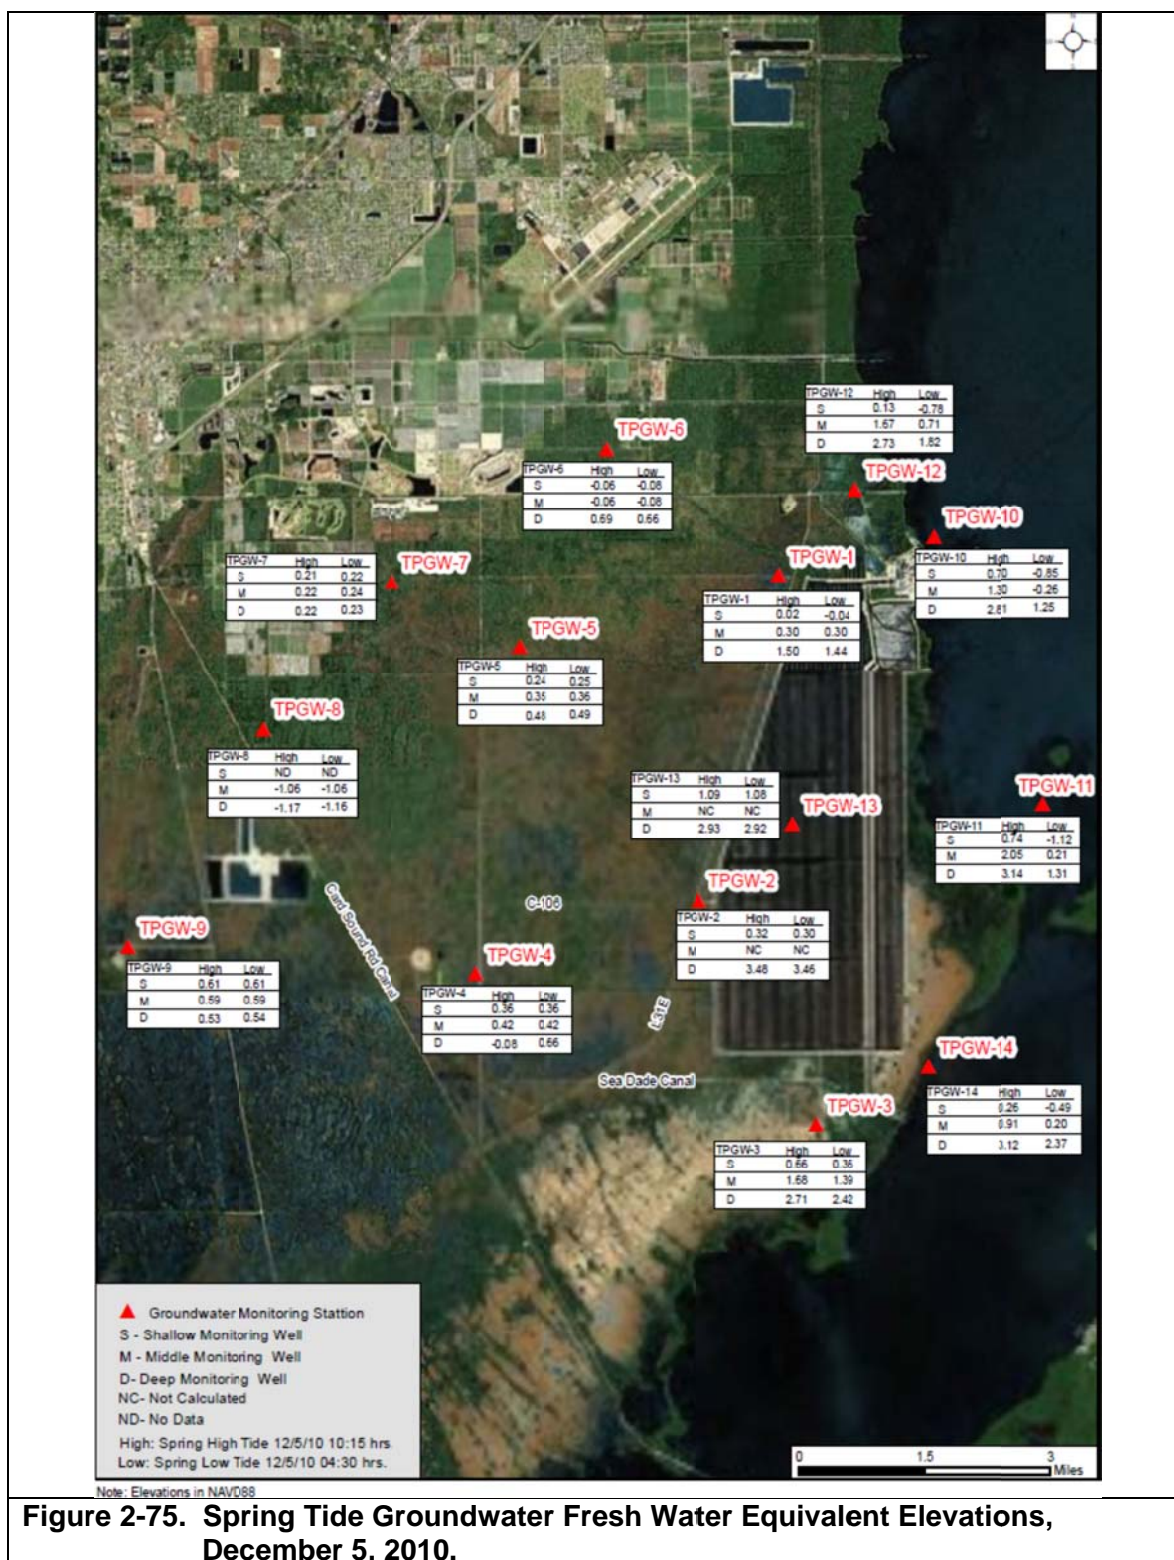 TPGW-12 High Low
S 0.13 -0.78
M 1.67 0.71
D 2.73 1.82
TPGW-12
TPGW-6
TPGW-6 High Low
S -0.06 -0.08
M -0.06 -0.08
D 0.69 0.66
TPGW-10
TPGW-10 High Low
S 0.70 -0.85
M 1.30 -0.26
D 2.81 1.25
TPGW-7
TPGW-7 High Low
0.21 0.22
M 0.22 0.24
0.22 0.23
TPGW-1
TPGW-1 High Low
S 0.02 -0.04
M 0.30 0.30
D 1.50 1.44
TPGW-5
TPGW-5 High Low
S 0.24 0.25
M 0.35 0.36
D 0.48 0.49
TPGW-8
TPGW-8 High Low
S ND ND
M -1.06 -1.06
D -1.17 -1.16
TPGW-13 High Low
S 1.09 1.08
M NC NC
D 2.93 2.92
TPGW-13
TPGW-11
TPGW-11 High Low
S 0.74 -1.12
M 2.05 0.21
D 3.14 1.31
TPGW-2
TPGW-2 High Low
S 0.32 0.30
M NC NC
D 3.46
C-106
Card Sound Rd Canal
TPGW-9
TPGW-9 High Low
S 0.61 0.61
M 0.59 0.59
D 0.53 0.54
TPGW-4
TPGW-4 High Low
S 0.36 0.36
M 0.42 0.42
D -0.08 0.66
L31E
Sea Dade Canal
TPGW-14
TPGW-14 High Low
S -0.49
M 0.20
D 3.12 2.37
TPGW-3
TPGW-3 High Low
S 0.66 0.36
M 1.68 1.39
D 2.71 2.42
Groundwater Monitoring Stattion
S - Shallow Monitoring Well
M - Middle Monitoring Well
D- Deep Monitoring Well
NC- Not Calculated
ND- No Data
High: Spring High Tide 12/5/10 10:15 hrs
Low: Spring Low Tide 12/5/10 04:30 hrs.
0 1.5 3
Miles
Note: Elevations in NAVD88
Figure 2-75. Spring Tide Groundwater Fresh Water Equivalent Elevations,
December 5, 2010.